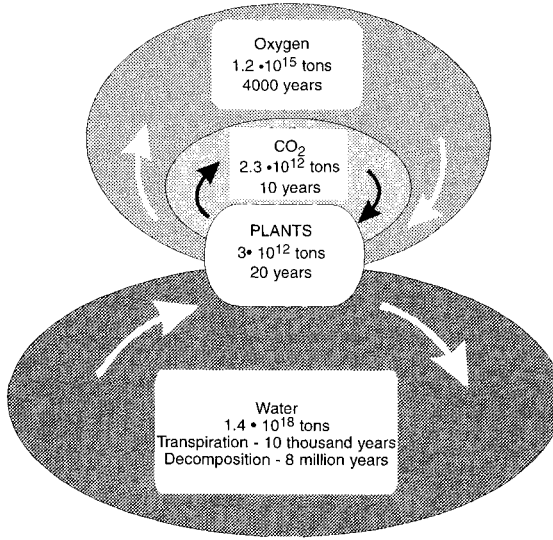 Oxygen
1.2 •10¹⁵ tons
4000 years
CO₂
2.3 •10¹² tons
10 years
PLANTS
3• 10¹² tons
20 years
Water
1.4 • 10¹⁸ tons
Transpiration - 10 thousand years
Decomposition - 8 million years